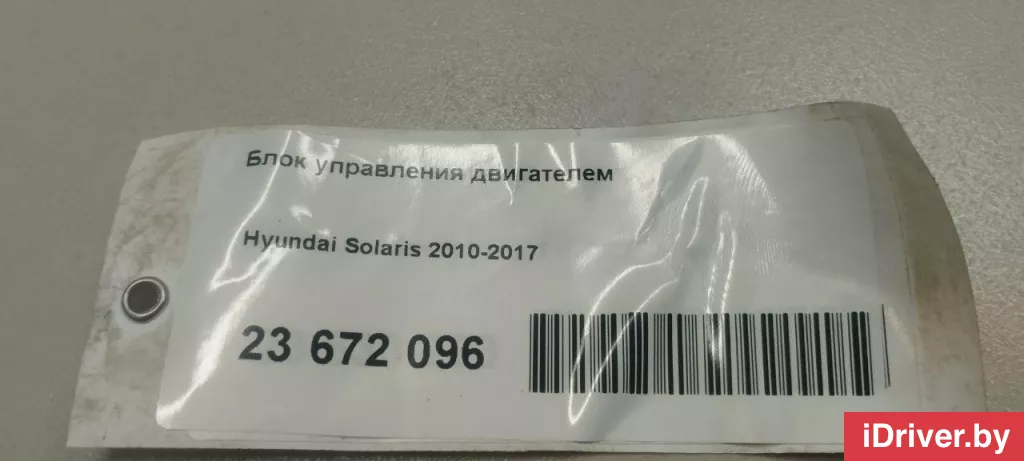 Блок управления двигателем
Hyundai Solaris 2010-2017
23 672 096
iDriver.by